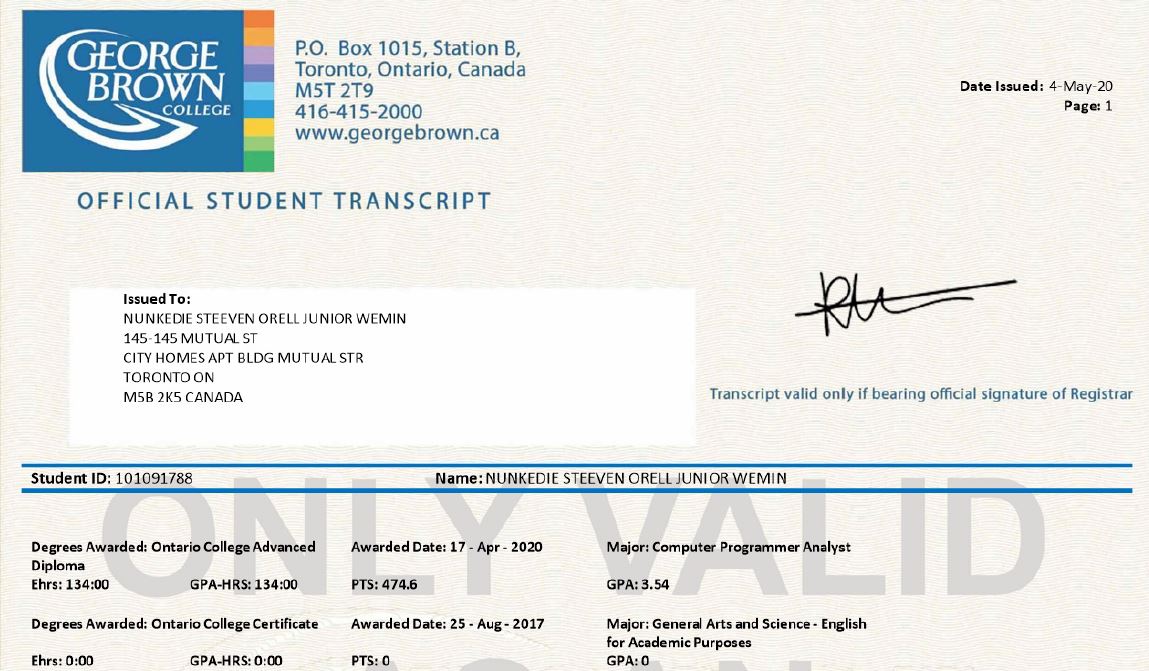 GEORGE
BROWN
COLLEGE
P.O. Box 1015, Station B,
Toronto, Ontario, Canada
M5T 2T9
416-415-2000
www.georgebrown.ca
Date Issued: 4-May-20
Page: 1
OFFICIAL STUDENT TRANSCRIPT
Issued To:
NUNKEDIE STEEVEN ORELL JUNIOR WEMIN
145-145 MUTUAL ST
CITY HOMES APT BLDG MUTUAL STR
TORONTO ON
M5B 2K5 CANADA
Transcript valid only if bearing official signature of Registrar
Student ID: 101091788 Name: NUNKEDIE STEEVEN ORELL JUNIOR WEMIN
ONLY VALID
Degrees Awarded: Ontario College Advanced Awarded Date: 17 - Apr - 2020 Major: Computer Programmer Analyst
Diploma
Ehrs: 134:00 GPA-HRS: 134:00 PTS: 474.6 GPA: 3.54
Degrees Awarded: Ontario College Certificate Awarded Date: 25 - Aug - 2017 Major: General Arts and Science - English
for Academic Purposes
Ehrs: 0:00 GPA-HRS: 0:00 PTS: 0 GPA: 0